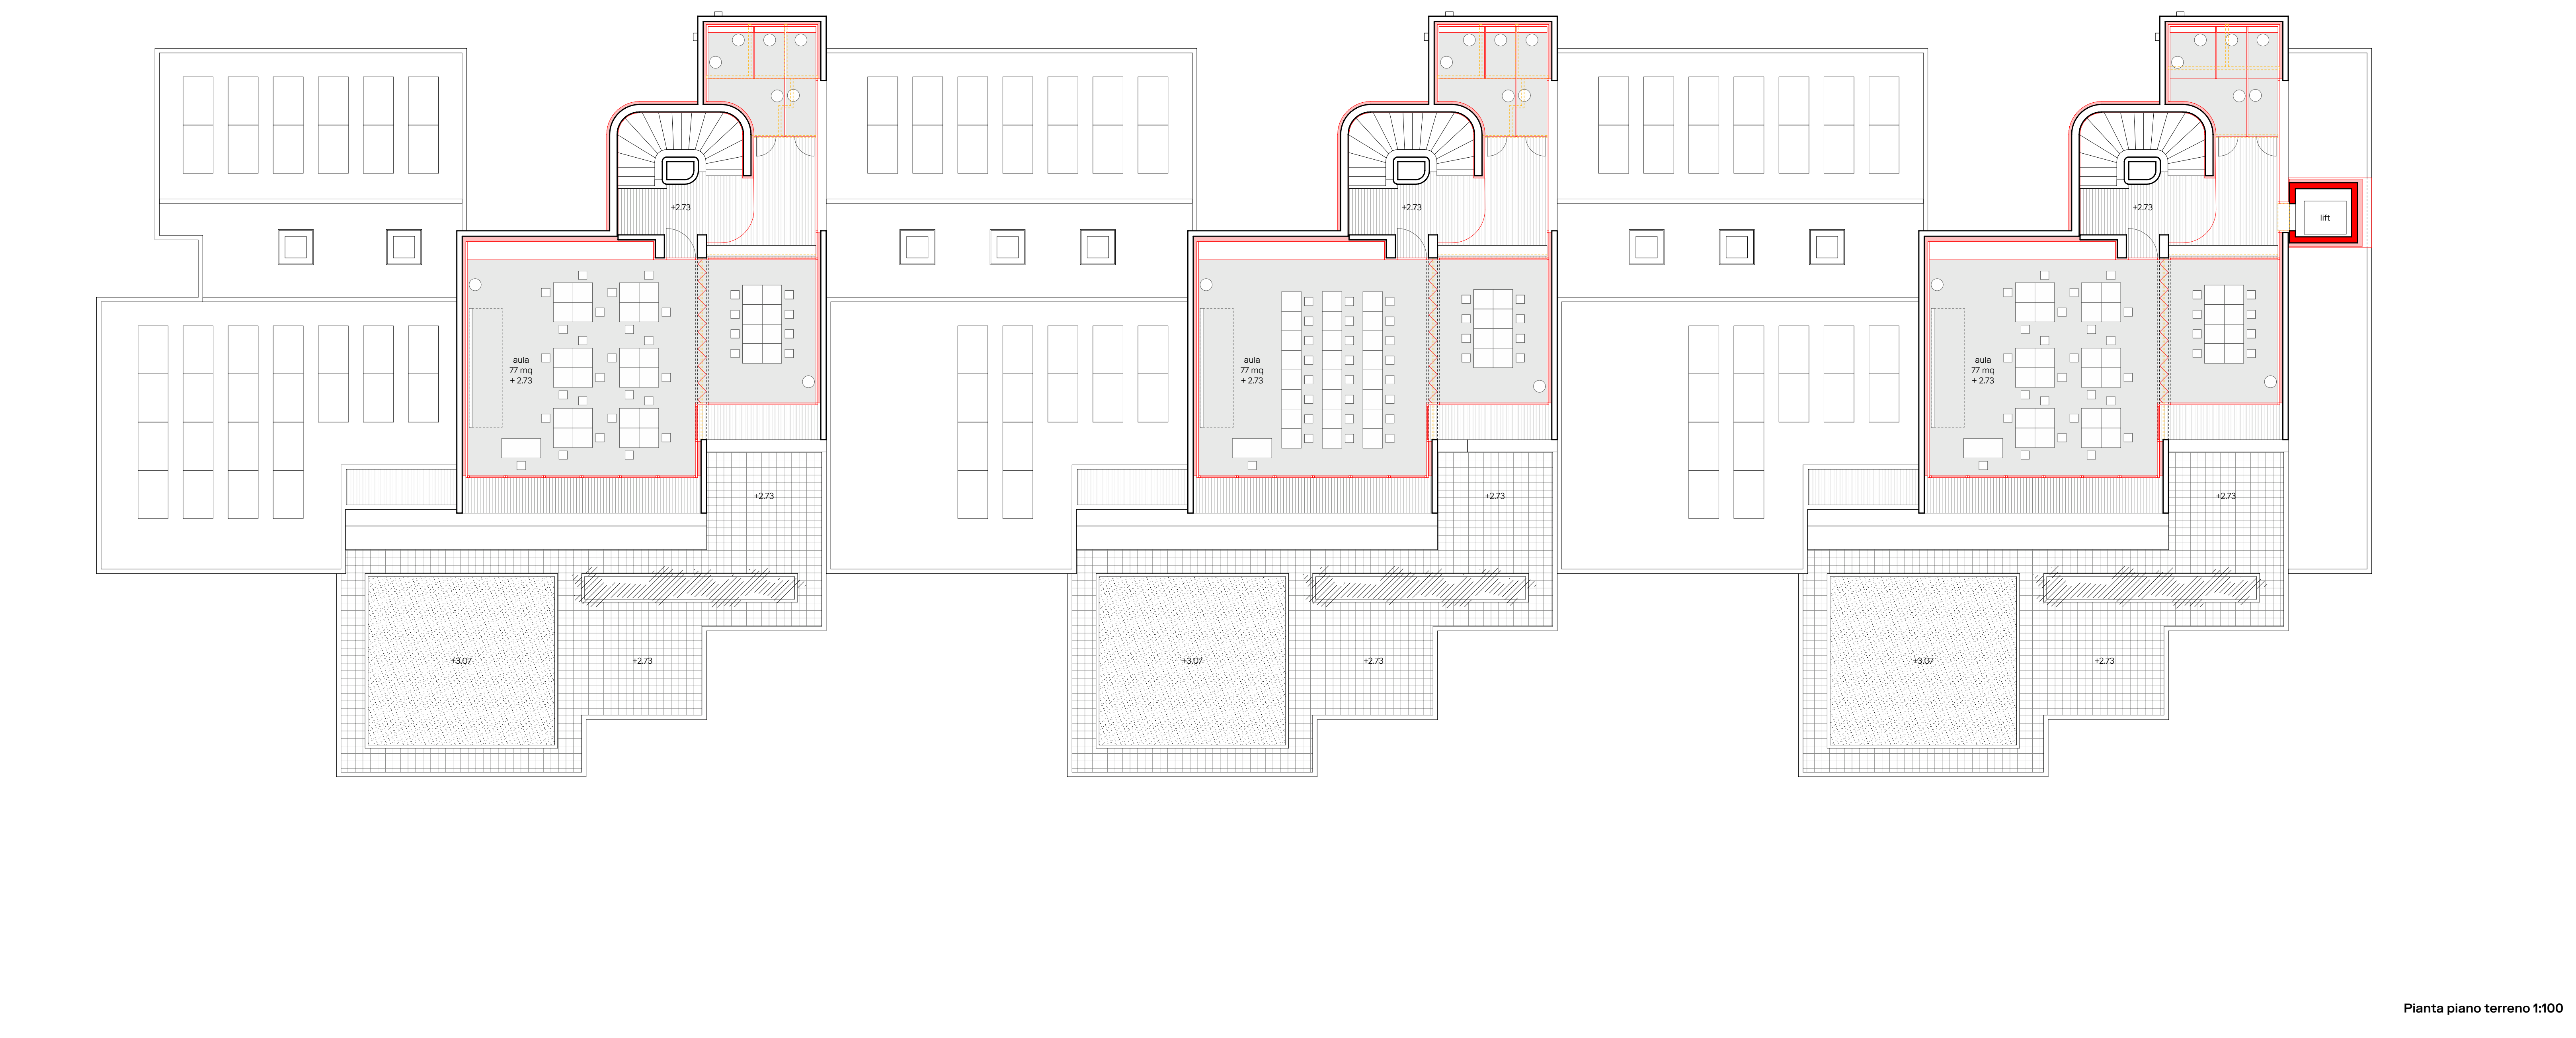 +2.73
+2.73
+2.73
lift
aula
77 mq
+ 2.73
aula
77 mq
+ 2.73
aula
77 mq
+ 2.73
+2.73
+2.73
+2.73
+3.07
+2.73
+3.07
+2.73
+3.07
+2.73
Pianta piano terreno 1:100